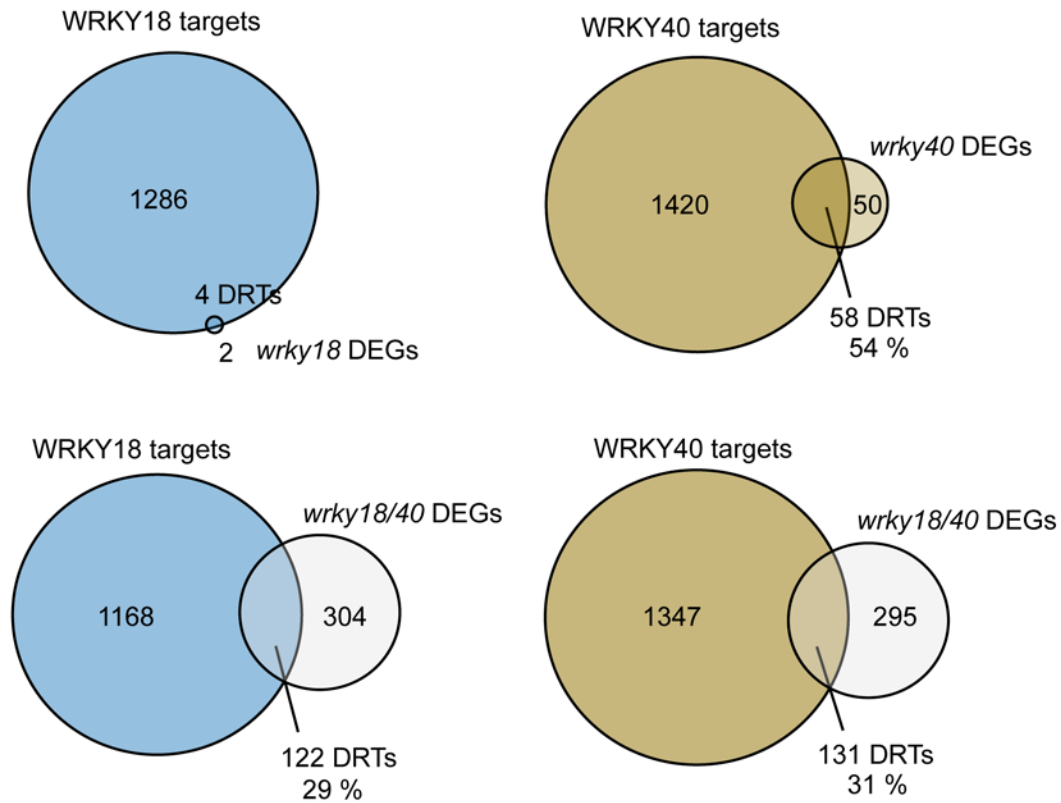 WRKY18 targets
1286
4 DRTs
2 wrky18 DEGs
WRKY40 targets
wrky40 DEGs
1420
50
58 DRTs
54 %
WRKY18 targets
wrky18/40 DEGs
1168
304
122 DRTs
29 %
WRKY40 targets
wrky18/40 DEGs
1347
295
131 DRTs
31 %